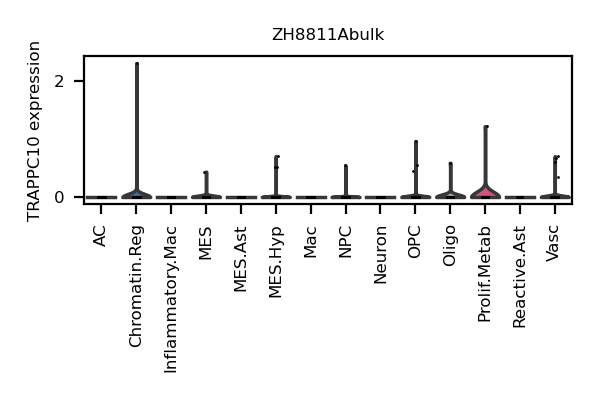 ZH8811Abulk
TRAPPC10 expression
2
0
AC
Chromatin.Reg
Inflammatory.Mac
MES
MES.Ast
MES.Hyp
Mac
NPC
Neuron
OPC
Oligo
Prolif.Metab
Reactive.Ast
Vasc